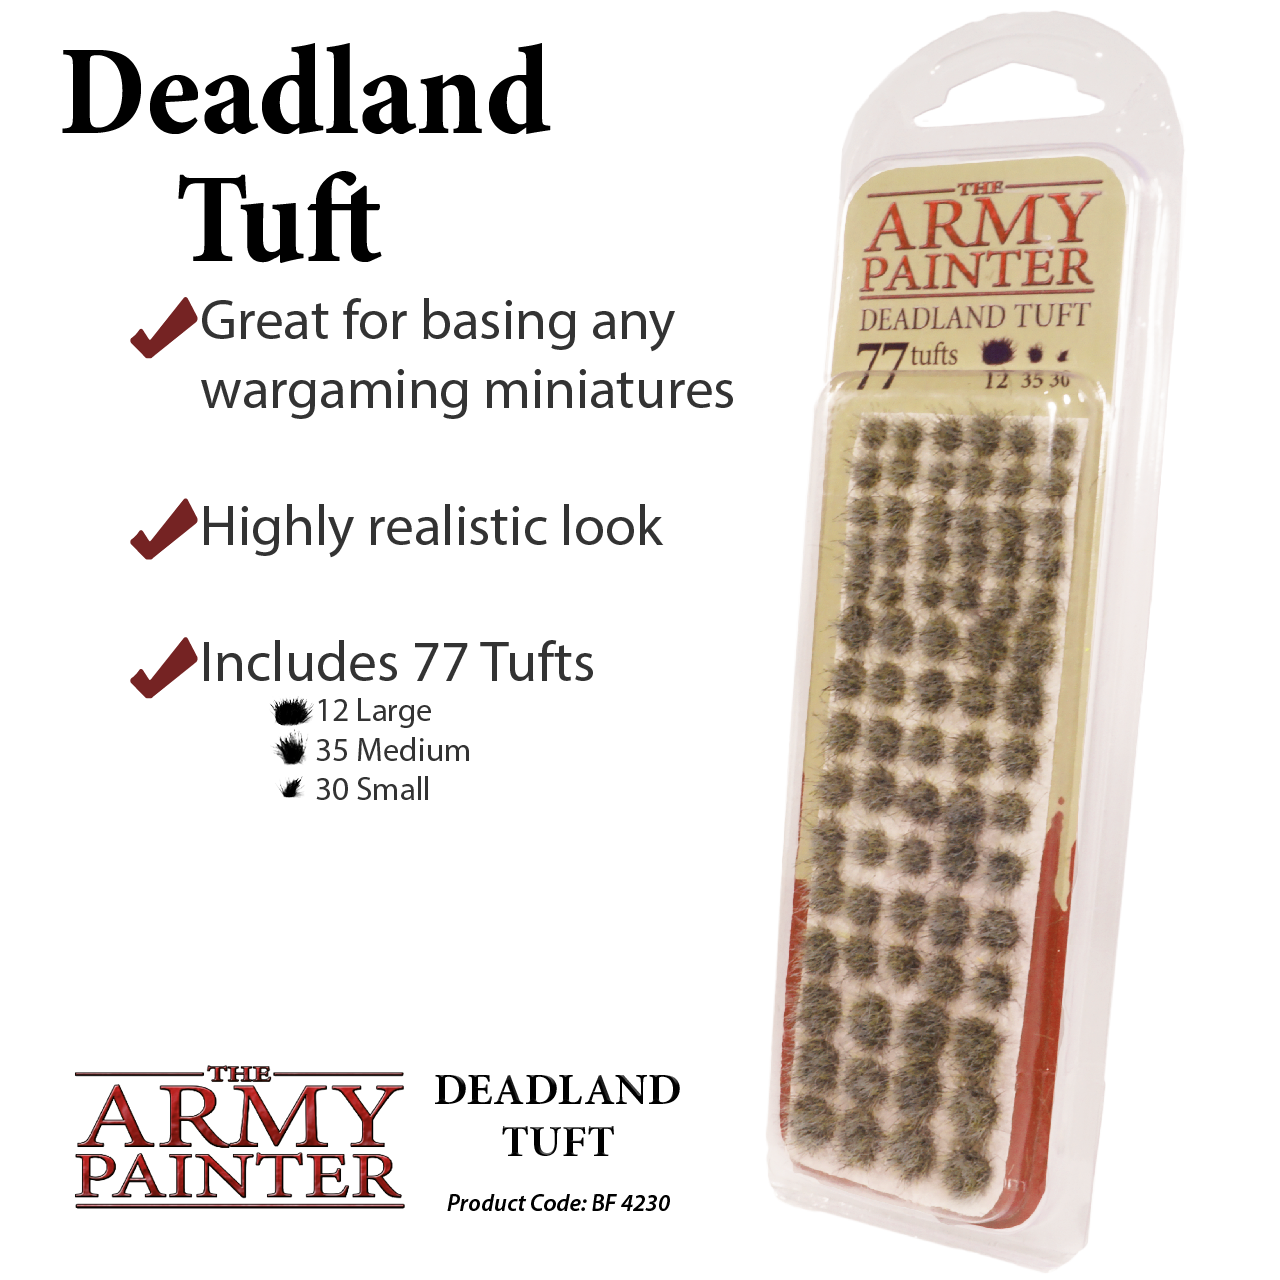 Deadland
Tuft
Great for basing any
wargaming miniatures
Highly realistic look
Includes 77 Tufts
12 Large
35 Medium
30 Small
THE
ARMY
PAINTER
DEADLAND
TUFT
Product Code: BF 4230
THE
ARMY
PAINTER
DEADLAND TUFT
77 tufts
12 35 30